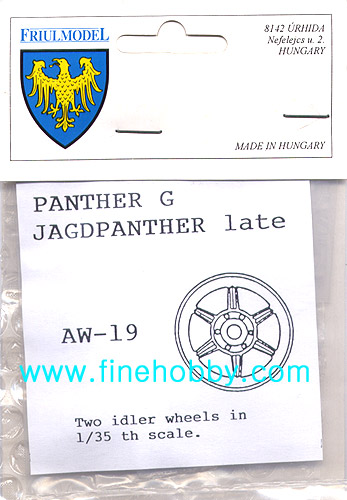 FRIULMODEL
8142 ÚRHIDA
Nefelejcs u. 2.
HUNGARY
MADE IN HUNGARY
PANTHER G
JAGDPANTHER late
AW-19
www.finehobby.com
Two idler wheels in
1/35 th scale.